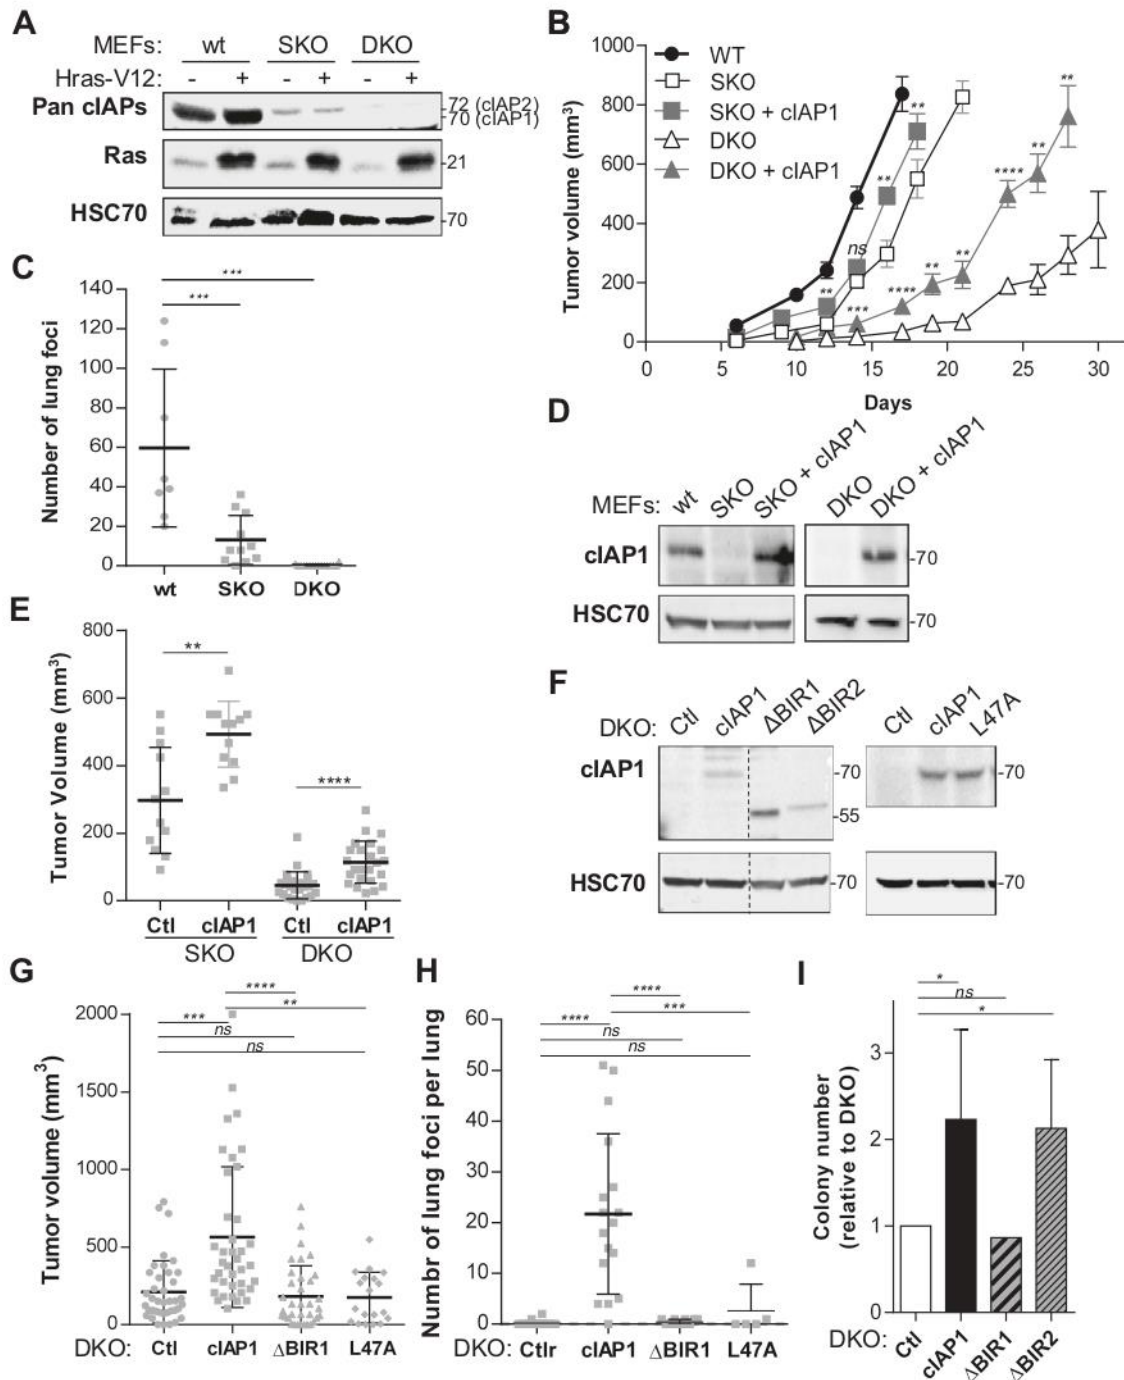 A
MEFs: wt SKO DKO
Hras-V12: - + - + - +
Pan cIAPs
72 (cIAP2)
70 (cIAP1)
Ras
-21
HSC70
-70
B
Tumor volume (mm³)
1000
800
600
400
200
0
WT
SKO
SKO + cIAP1
DKO
DKO + cIAP1
** ** ns ** *** **** ** ** **** ** **
0 5 10 15 20 25 30
Days
C
Number of lung foci
140
120
100
80
60
40
20
0
***
***
wt SKO DKO
D
MEFs: wt SKO SKO + cIAP1 DKO DKO + cIAP1
cIAP1
-70
HSC70
-70
E
Tumor Volume (mm³)
800
600
400
200
0
**
****
Ctl cIAP1 Ctl cIAP1
SKO DKO
F
DKO: Ctl cIAP1 ΔBIR1 ΔBIR2 Ctl cIAP1 L47A
cIAP1
-70
-55
-70
HSC70
-70
-70
G
Tumor volume (mm³)
2000
1500
1000
500
0
****
**
***
ns
ns
DKO: Ctl cIAP1 ΔBIR1 L47A
H
Numbr of lung foci per lung
60
50
40
30
20
10
0
****
***
****
ns
ns
DKO: Ctlr cIAP1 ΔBIR1 L47A
I
Colony number
(relative to DKO)
3
2
1
0
*
ns
*
DKO: Ctl cIAP1 ΔBIR1 ΔBIR2